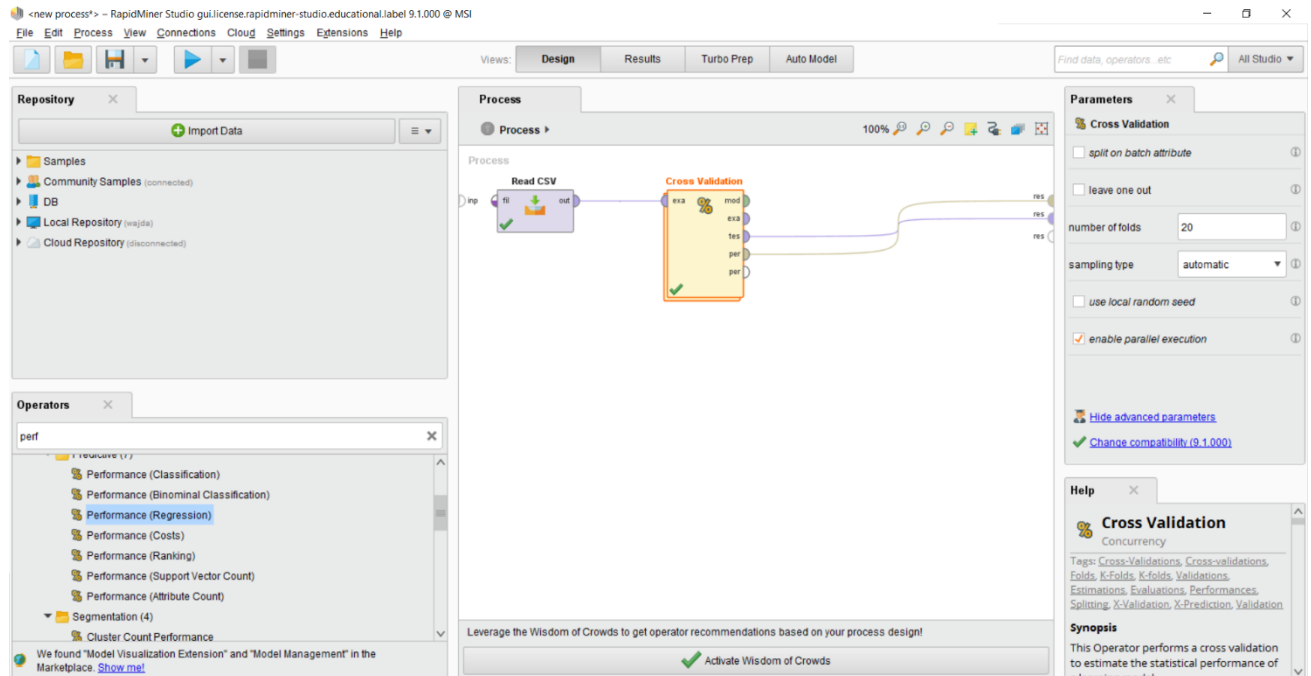 <new process*> – RapidMiner Studio gui.license.rapidminer-studio.educational.label 9.1.000 @ MSI
File Edit Process View Connections Cloud Settings Extensions Help
Views: Design Results Turbo Prep Auto Model
Find data, operators...etc All Studio
Repository
Import Data
Samples
Community Samples (connected)
DB
Local Repository (wajda)
Cloud Repository (disconnected)
Operators
perf
Predictive (7)
Performance (Classification)
Performance (Binominal Classification)
Performance (Regression)
Performance (Costs)
Performance (Ranking)
Performance (Support Vector Count)
Performance (Attribute Count)
Segmentation (4)
Cluster Count Performance
We found "Model Visualization Extension" and "Model Management" in the
Marketplace. Show me!
Process
Process
100%
Process
Read CSV
inp
fil
out
Cross Validation
exa
mod
exa
tes
per
per
res
res
res
Leverage the Wisdom of Crowds to get operator recommendations based on your process design!
Activate Wisdom of Crowds
Parameters
Cross Validation
split on batch attribute
leave one out
number of folds 20
sampling type automatic
use local random seed
enable parallel execution
Hide advanced parameters
Change compatibility (9.1.000)
Help
Cross Validation
Concurrency
Tags: Cross-Validations, Cross-validations,
Folds, K-Folds, K-folds, Validations,
Estimations, Evaluations, Performances,
Splitting, X-Validation, X-Prediction, Validation
Synopsis
This Operator performs a cross validation
to estimate the statistical performance of